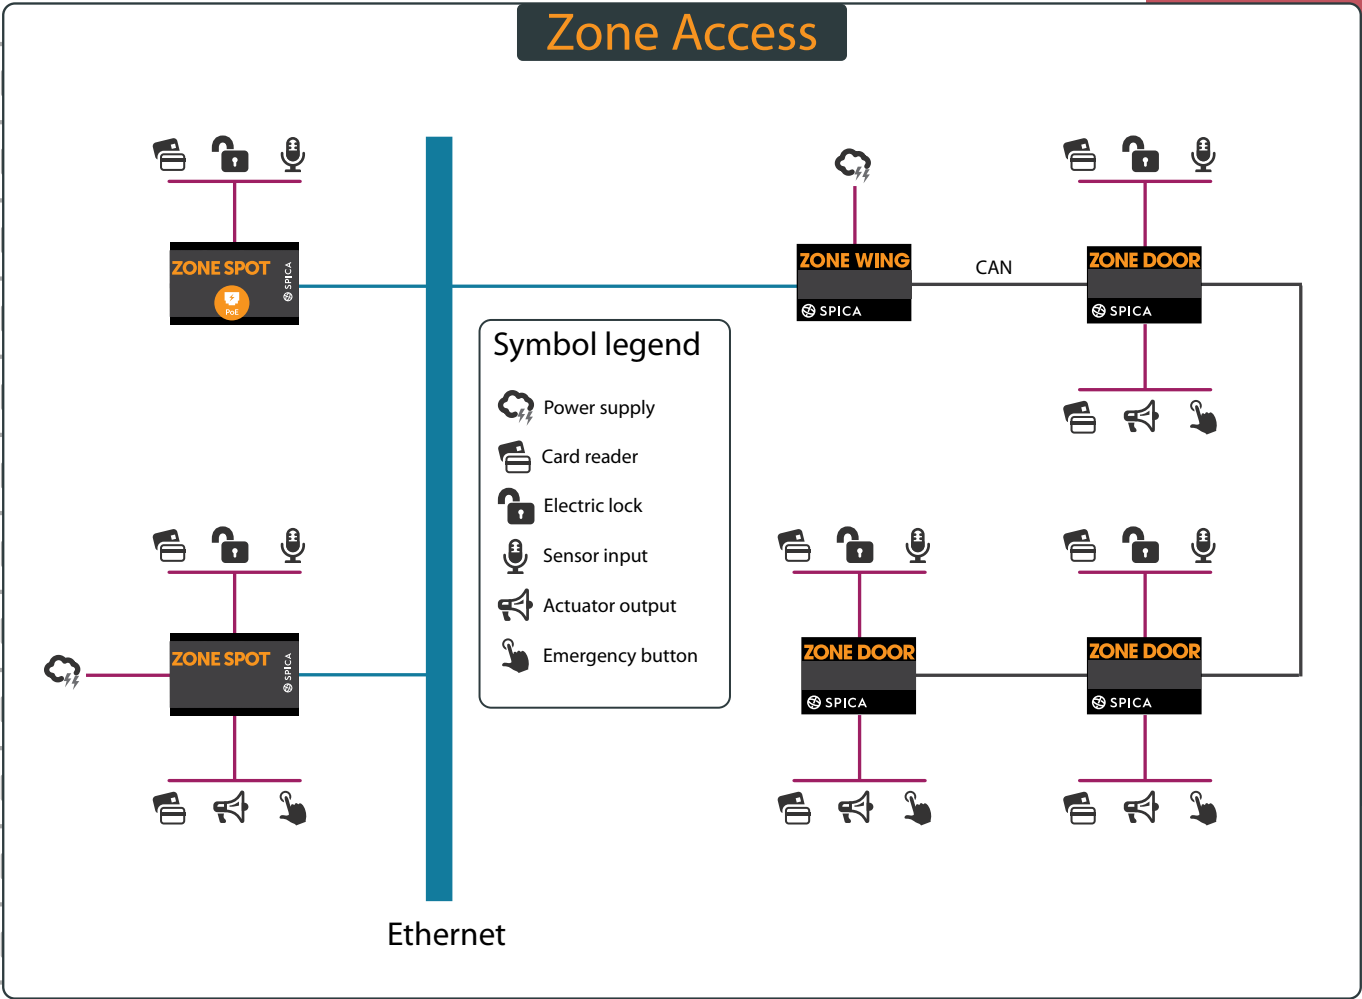 Zone Access
ZONE SPOT
PoE
SPICA
ZONE WING
SPICA
CAN
ZONE DOOR
SPICA
Symbol legend
Power supply
Card reader
Electric lock
Sensor input
Actuator output
Emergency button
ZONE SPOT
SPICA
ZONE DOOR
SPICA
ZONE DOOR
SPICA
Ethernet